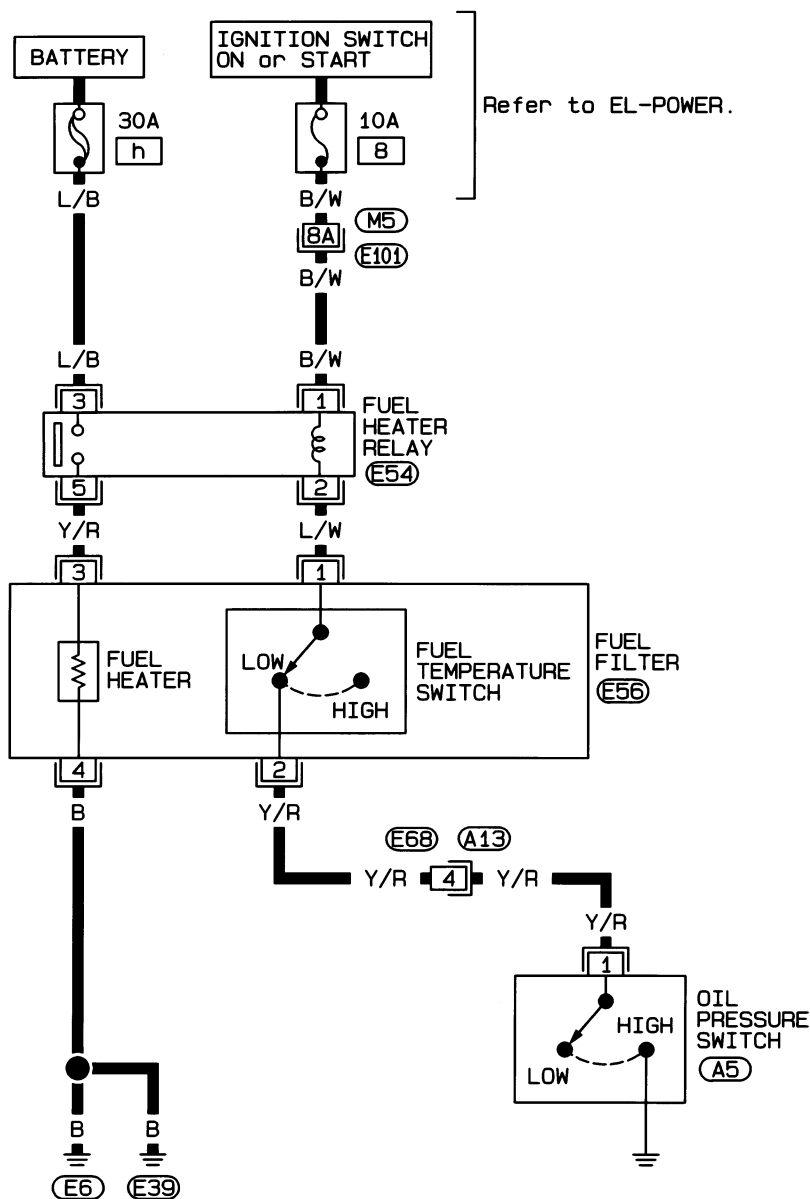 BATTERY
IGNITION SWITCH
ON or START
Refer to EL-POWER.
30A
h
10A
8
L/B
B/W
8A
M5
E101
B/W
L/B
B/W
3
1
FUEL
HEATER
RELAY
E54
5
2
Y/R
L/W
3
1
FUEL
HEATER
LOW
HIGH
FUEL
TEMPERATURE
SWITCH
FUEL
FILTER
E56
4
2
B
Y/R
E68
A13
Y/R
4
Y/R
Y/R
1
HIGH
LOW
OIL
PRESSURE
SWITCH
A5
B
B
E6
E39